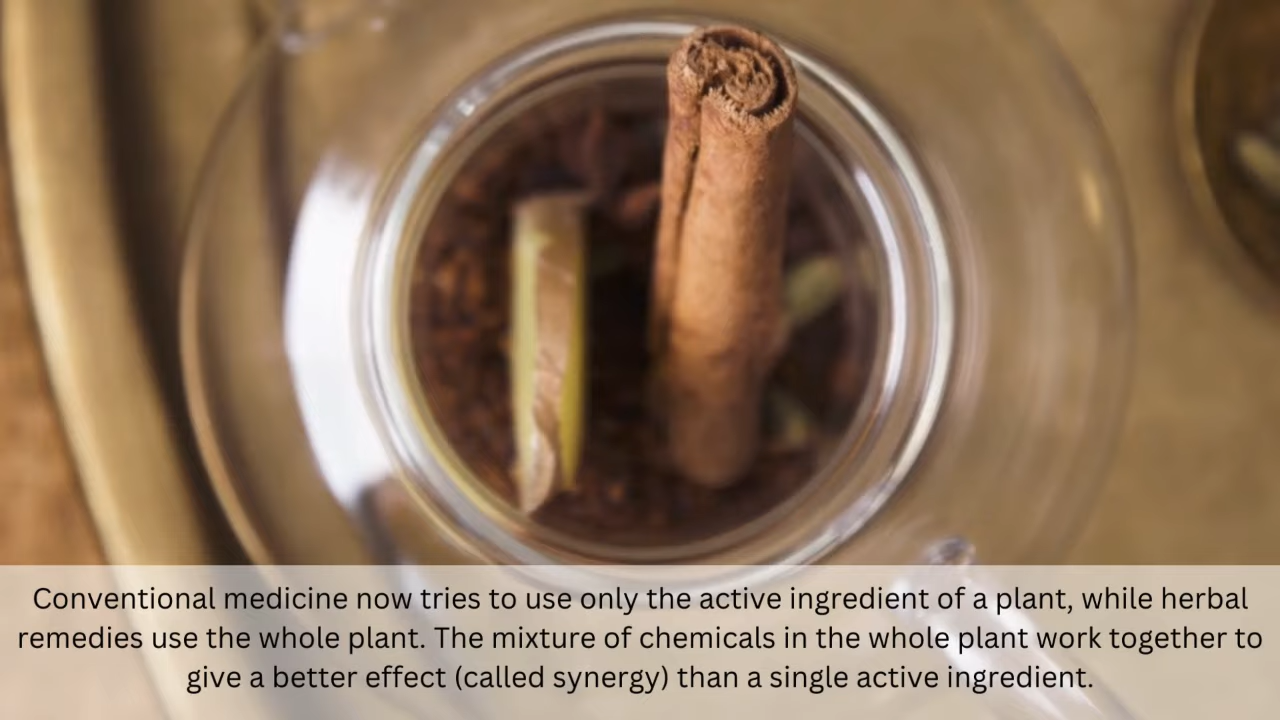 Conventional medicine now tries to use only the active ingredient of a plant, while herbal
remedies use the whole plant. The mixture of chemicals in the whole plant work together to
give a better effect (called synergy) than a single active ingredient.